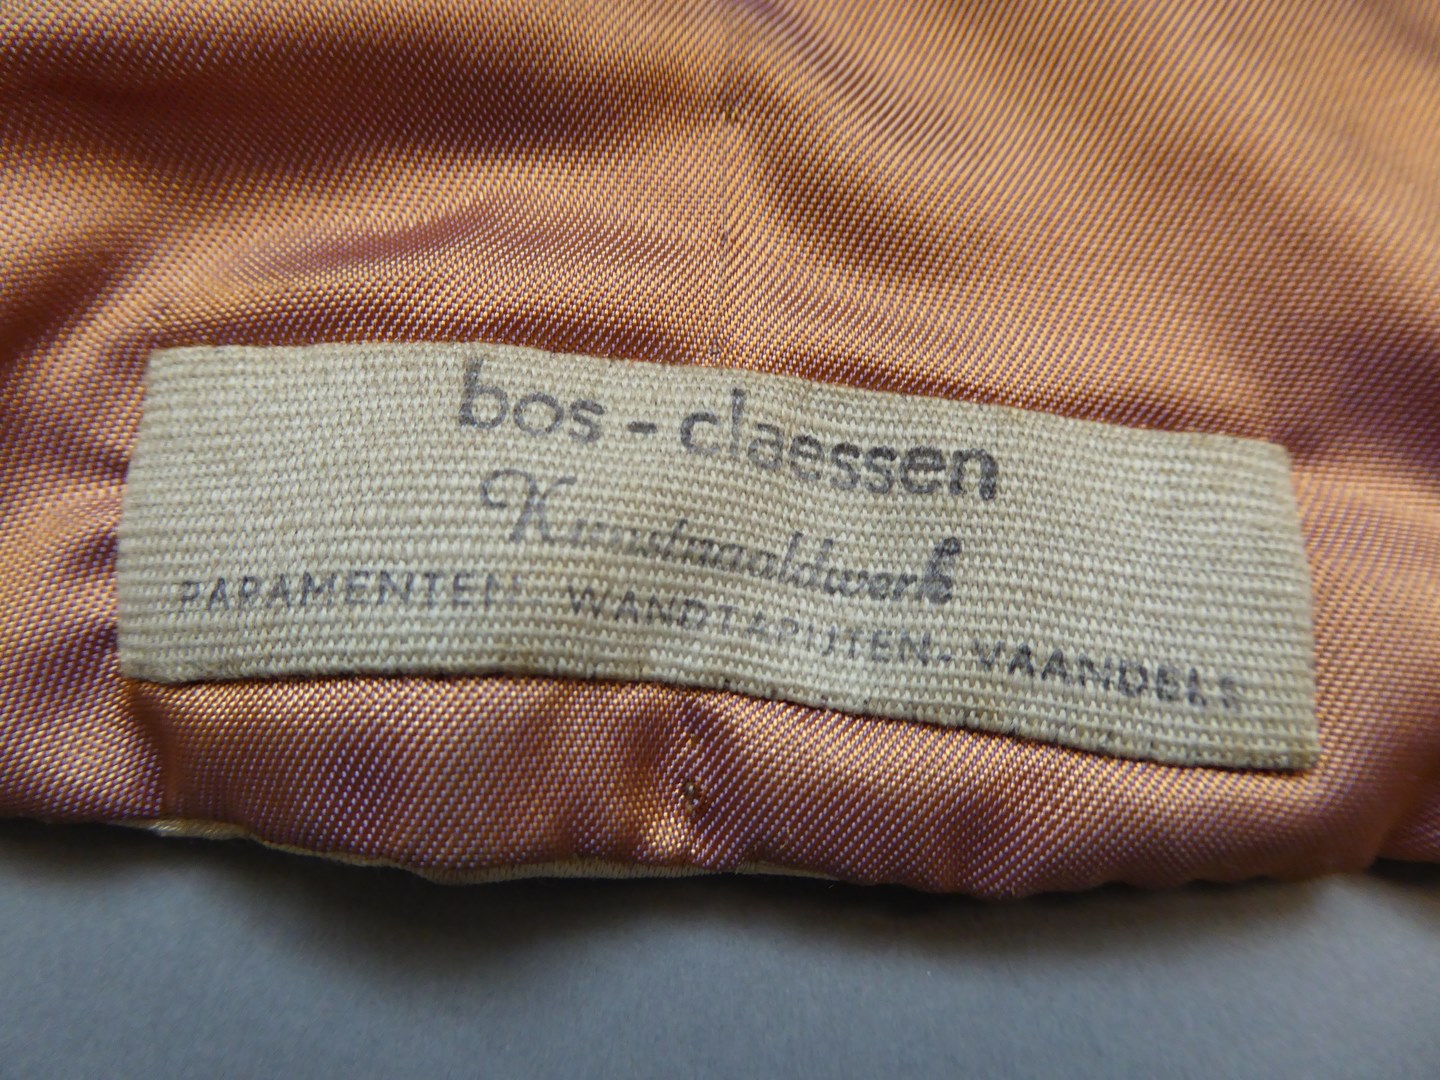 bos - claessen
Kunstnaaldwerk
PARAMENTEN - WANDTAPIJTEN - VAANDELS